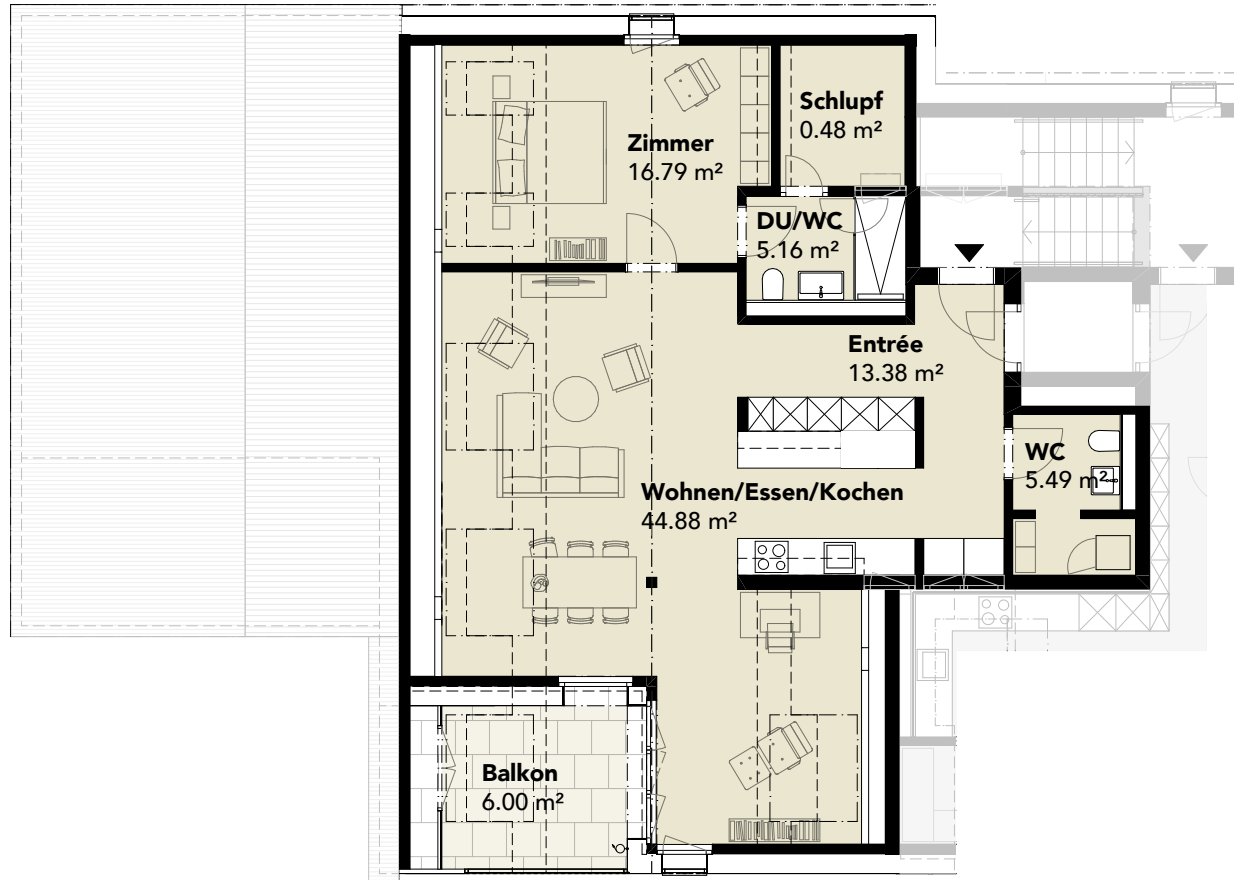 Schlupf
0.48 m²
Zimmer
16.79 m²
DU/WC
5.16 m²
Entrée
13.38 m²
WC
5.49 m²
Wohnen/Essen/Kochen
44.88 m²
Balkon
6.00 m²